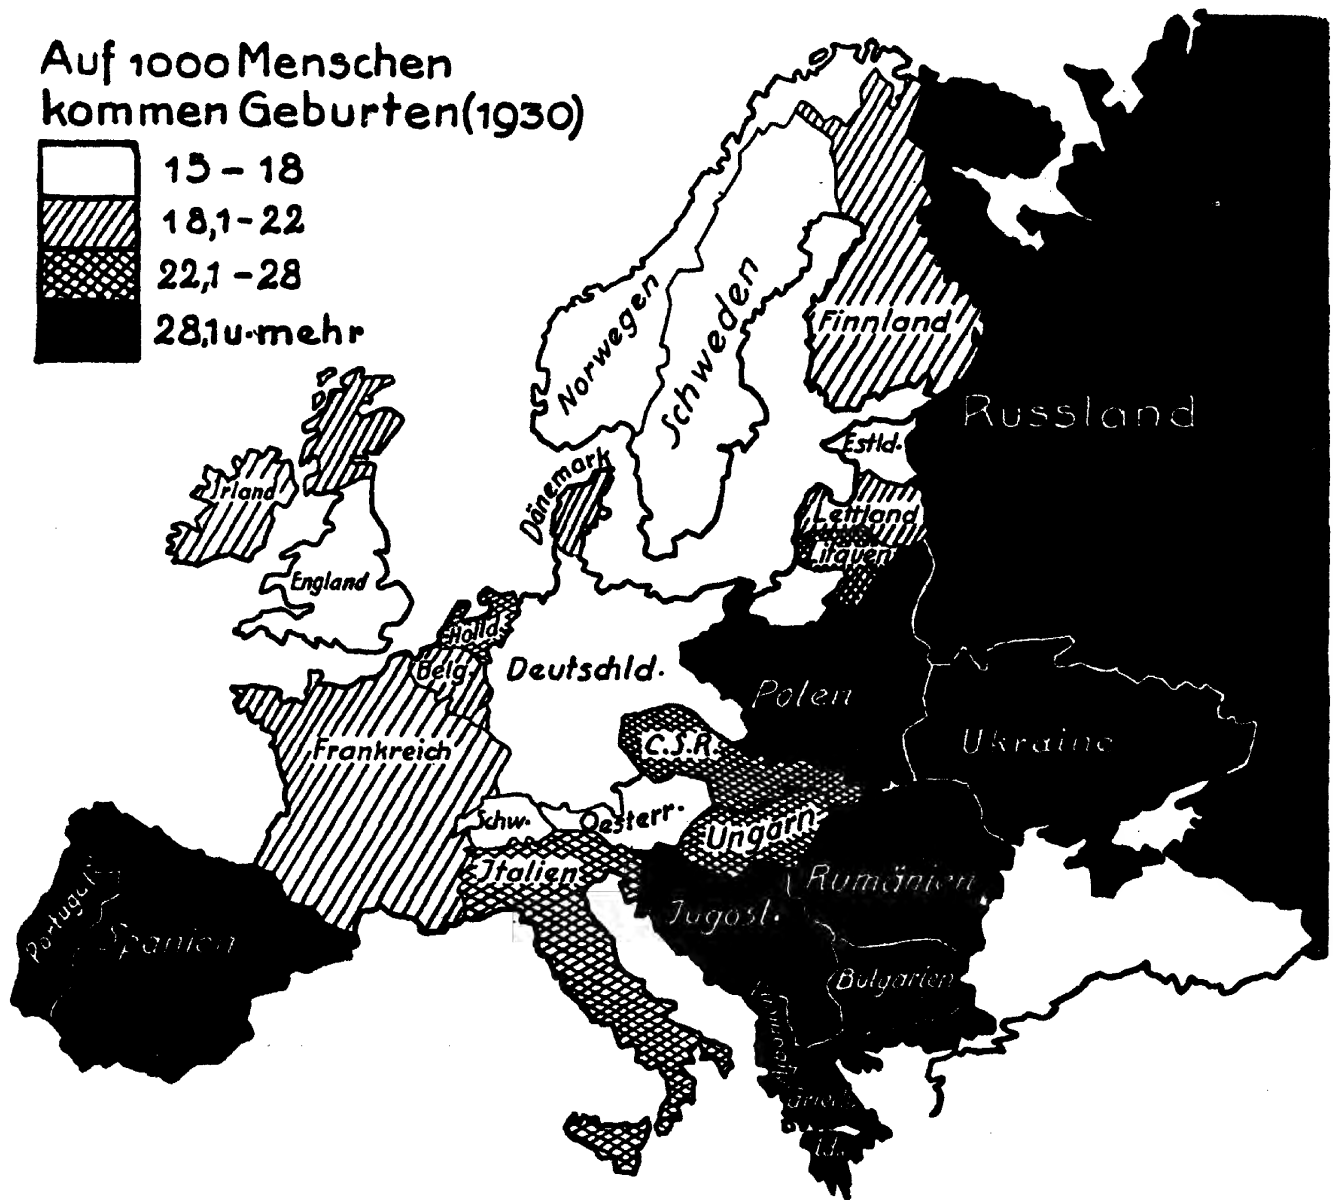 Auf 1000 Menschen
kommen Geburten (1930)
15 – 18
18,1 – 22
22,1 – 28
28,1 u. mehr
Norwegen
Schweden
Finnland
Russland
Estld.
Dänemark
Irland
Lettland
Litauen
England
Holld.
Belg.
Deutschld.
Polen
Ukraine
Frankreich
C.S.R.
Schw.
Oesterr.
Ungarn
Italien
Rumänien
Portugal
Spanien
Jugosl.
Bulgarien